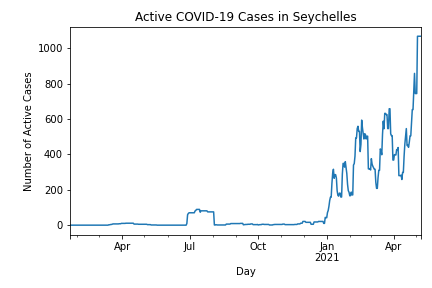 Active COVID-19 Cases in Seychelles
Number of Active Cases
1000
800
600
400
200
0
Apr
Jul
Oct
Jan
2021
Apr
Day